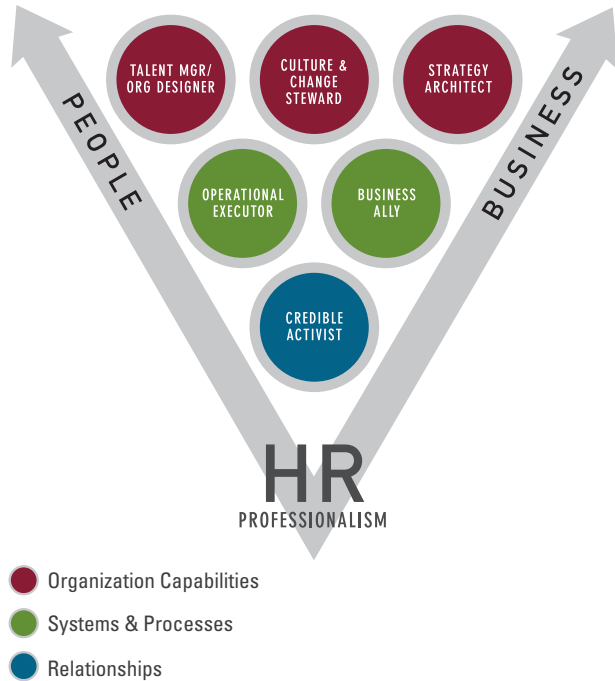 TALENT MGR/
ORG DESIGNER
CULTURE &
CHANGE
STEWARD
STRATEGY
ARCHITECT
PEOPLE
BUSINESS
OPERATIONAL
EXECUTOR
BUSINESS
ALLY
CREDIBLE
ACTIVIST
HR
PROFESSIONALISM
Organization Capabilities
Systems & Processes
Relationships